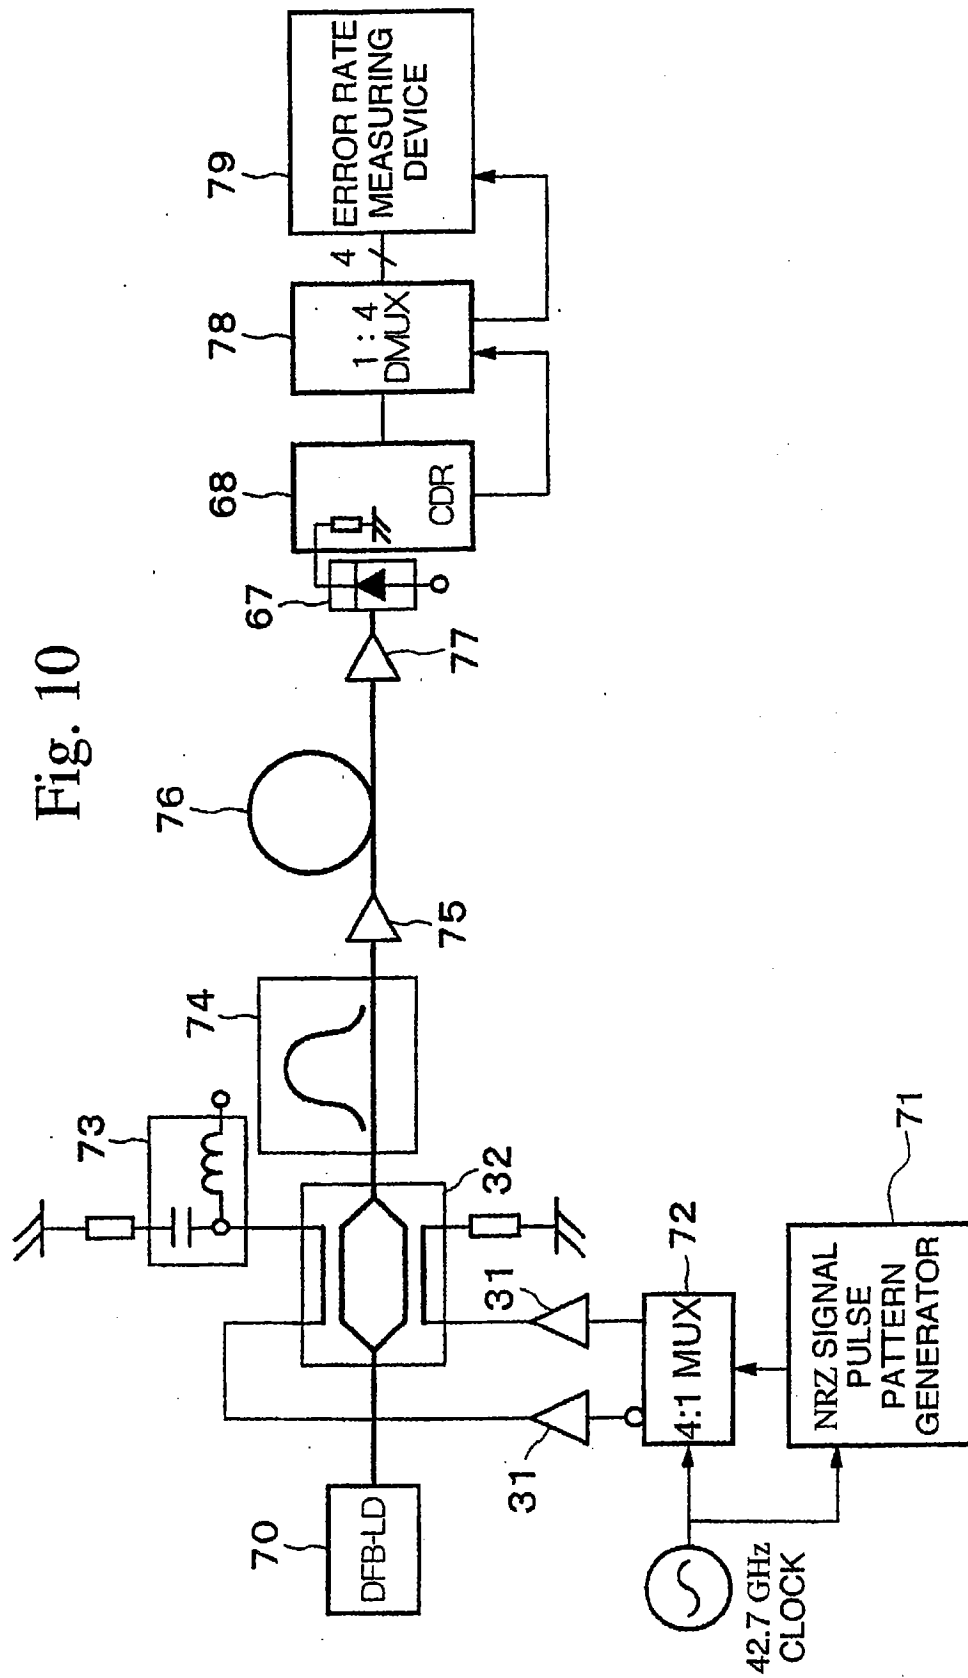 Fig. 10
70
DFB-LD
31
31
42.7 GHz
CLOCK
4:1 MUX
72
NRZ SIGNAL
PULSE
PATTERN
GENERATOR
71
32
73
74
75
76
77
67
68
CDR
78
1 : 4
DMUX
4
79
ERROR RATE
MEASURING
DEVICE